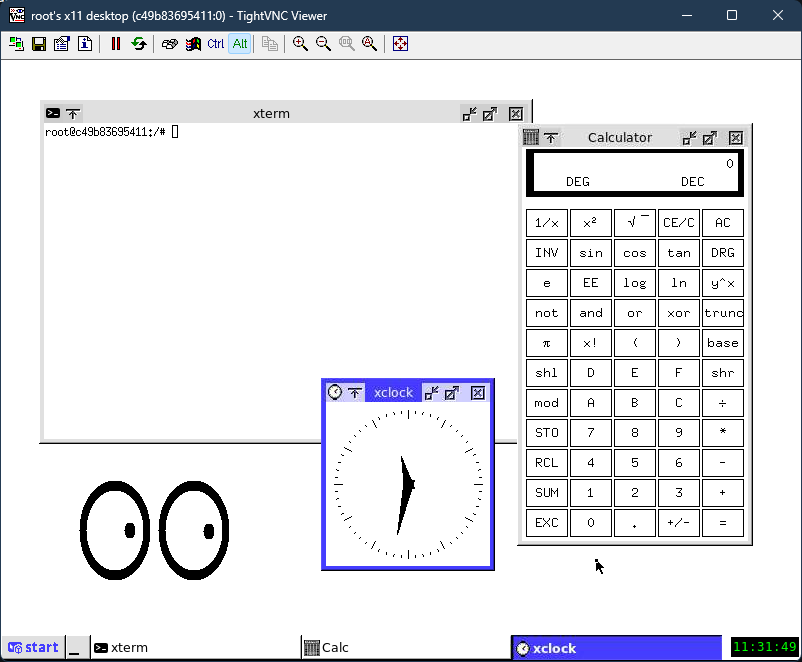 root's x11 desktop (c49b83695411:0) - TightVNC Viewer
Ctrl Alt
xterm
root@c49b83695411:/#
Calculator
0
DEG DEC
1/x x² √‾ CE/C AC
INV sin cos tan DRG
e EE log ln y^x
not and or xor trunc
π x! ( ) base
shl D E F shr
mod A B C ÷
STO 7 8 9 *
RCL 4 5 6 -
SUM 1 2 3 +
EXC 0 . +/- =
xclock
start _ xterm Calc xclock 11:31:49